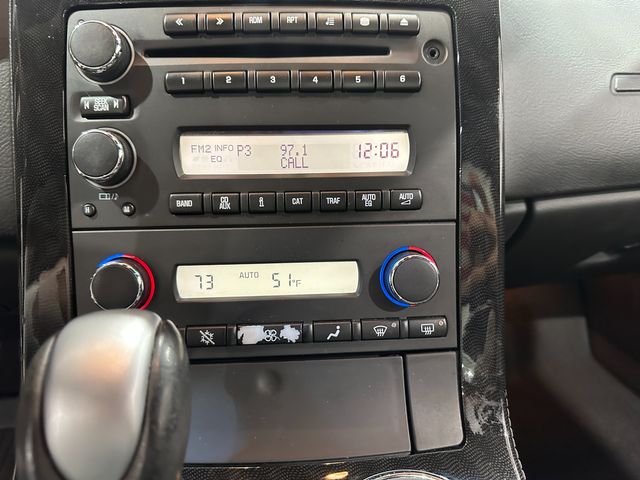 RDM RPT
1 2 3 4 5 6
SEEK
SCAN
FM2 INFO P3 97.1 12:06
EQ CALL
BAND CD AUX i CAT TRAF AUTO EQ AUTO
73 AUTO 51°F